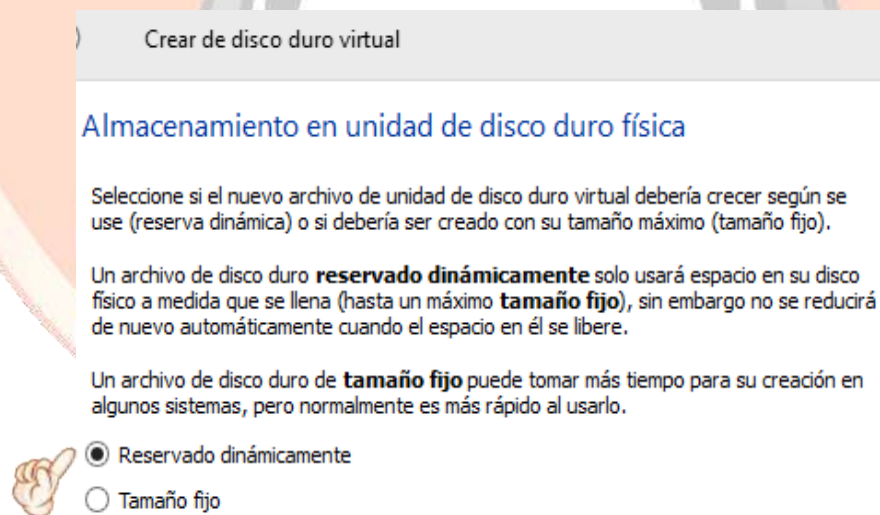 Crear de disco duro virtual
Almacenamiento en unidad de disco duro física
Seleccione si el nuevo archivo de unidad de disco duro virtual debería crecer según se
use (reserva dinámica) o si debería ser creado con su tamaño máximo (tamaño fijo).
Un archivo de disco duro reservado dinámicamente solo usará espacio en su disco
físico a medida que se llena (hasta un máximo tamaño fijo), sin embargo no se reducirá
de nuevo automáticamente cuando el espacio en él se libere.
Un archivo de disco duro de tamaño fijo puede tomar más tiempo para su creación en
algunos sistemas, pero normalmente es más rápido al usarlo.
Reservado dinámicamente
Tamaño fijo